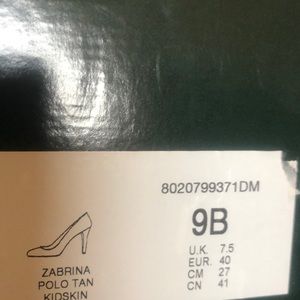 8020799371DM
9B
U.K. 7.5
EUR. 40
CM 27
CN 41
ZABRINA
POLO TAN
KIDSKIN